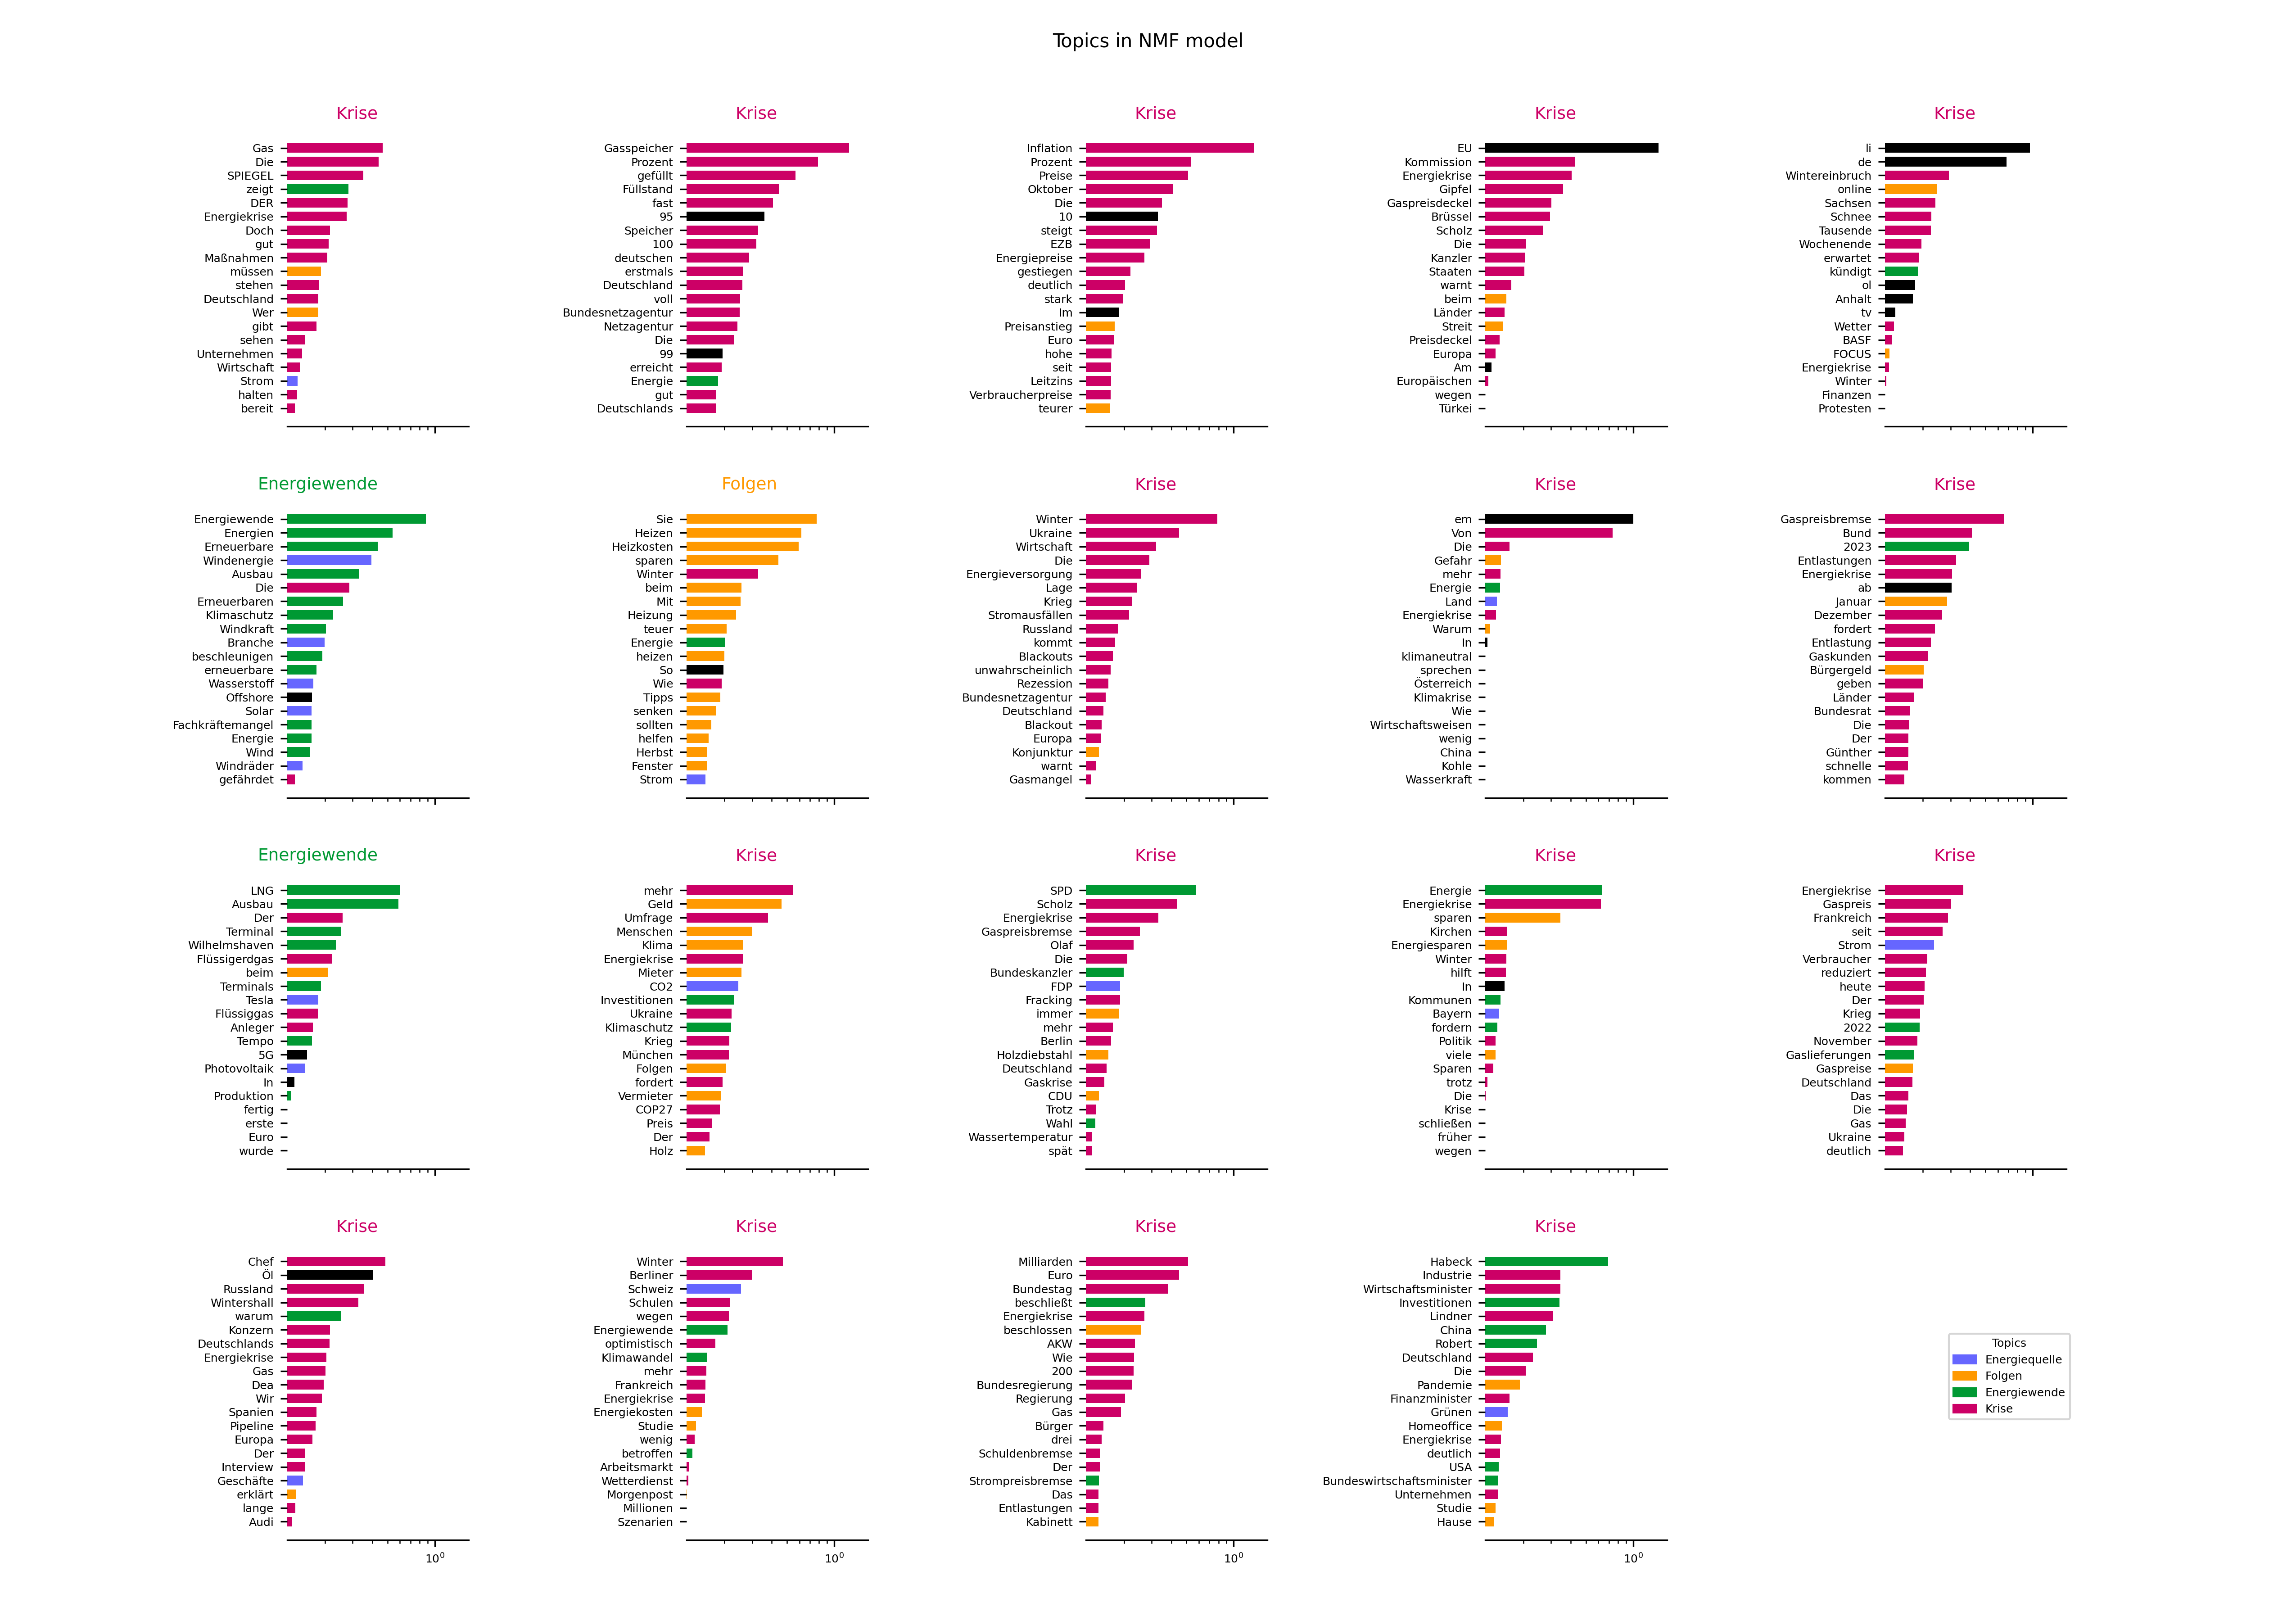 Topics in NMF model
Krise
Gas
Die
SPIEGEL
zeigt
DER
Energiekrise
Doch
gut
Maßnahmen
müssen
stehen
Deutschland
Wer
gibt
sehen
Unternehmen
Wirtschaft
Strom
halten
bereit
Krise
Gasspeicher
Prozent
gefüllt
Füllstand
fast
95
Speicher
100
deutschen
erstmals
Deutschland
voll
Bundesnetzagentur
Netzagentur
Die
99
erreicht
Energie
gut
Deutschlands
Krise
Inflation
Prozent
Preise
Oktober
Die
10
steigt
EZB
Energiepreise
gestiegen
deutlich
stark
Im
Preisanstieg
Euro
hohe
seit
Leitzins
Verbraucherpreise
teurer
Krise
EU
Kommission
Energiekrise
Gipfel
Gaspreisdeckel
Brüssel
Scholz
Die
Kanzler
Staaten
warnt
beim
Länder
Streit
Preisdeckel
Europa
Am
Europäischen
wegen
Türkei
Krise
li
de
Wintereinbruch
online
Sachsen
Schnee
Tausende
Wochenende
erwartet
kündigt
ol
Anhalt
tv
Wetter
BASF
FOCUS
Energiekrise
Winter
Finanzen
Protesten
Energiewende
Energiewende
Energien
Erneuerbare
Windenergie
Ausbau
Die
Erneuerbaren
Klimaschutz
Windkraft
Branche
beschleunigen
erneuerbare
Wasserstoff
Offshore
Solar
Fachkräftemangel
Energie
Wind
Windräder
gefährdet
Folgen
Sie
Heizen
Heizkosten
sparen
Winter
beim
Mit
Heizung
teuer
Energie
heizen
So
Wie
Tipps
senken
sollten
helfen
Herbst
Fenster
Strom
Krise
Winter
Ukraine
Wirtschaft
Die
Energieversorgung
Lage
Krieg
Stromausfällen
Russland
kommt
Blackouts
unwahrscheinlich
Rezession
Bundesnetzagentur
Deutschland
Blackout
Europa
Konjunktur
warnt
Gasmangel
Krise
em
Von
Die
Gefahr
mehr
Energie
Land
Energiekrise
Warum
In
klimaneutral
sprechen
Österreich
Klimakrise
Wie
Wirtschaftsweisen
wenig
China
Kohle
Wasserkraft
Krise
Gaspreisbremse
Bund
2023
Entlastungen
Energiekrise
ab
Januar
Dezember
fordert
Entlastung
Gaskunden
Bürgergeld
geben
Länder
Bundesrat
Die
Der
Günther
schnelle
kommen
Energiewende
LNG
Ausbau
Der
Terminal
Wilhelmshaven
Flüssigerdgas
beim
Terminals
Tesla
Flüssiggas
Anleger
Tempo
5G
Photovoltaik
In
Produktion
fertig
erste
Euro
wurde
Krise
mehr
Geld
Umfrage
Menschen
Klima
Energiekrise
Mieter
CO2
Investitionen
Ukraine
Klimaschutz
Krieg
München
Folgen
fordert
Vermieter
COP27
Preis
Der
Holz
Krise
SPD
Scholz
Energiekrise
Gaspreisbremse
Olaf
Die
Bundeskanzler
FDP
Fracking
immer
mehr
Berlin
Holzdiebstahl
Deutschland
Gaskrise
CDU
Trotz
Wahl
Wassertemperatur
spät
Krise
Energie
Energiekrise
sparen
Kirchen
Energiesparen
Winter
hilft
In
Kommunen
Bayern
fordern
Politik
viele
Sparen
trotz
Die
Krise
schließen
früher
wegen
Krise
Energiekrise
Gaspreis
Frankreich
seit
Strom
Verbraucher
reduziert
heute
Der
Krieg
2022
November
Gaslieferungen
Gaspreise
Deutschland
Das
Die
Gas
Ukraine
deutlich
Krise
Chef
Öl
Russland
Wintershall
warum
Konzern
Deutschlands
Energiekrise
Gas
Dea
Wir
Spanien
Pipeline
Europa
Der
Interview
Geschäfte
erklärt
lange
Audi
10⁰
Krise
Winter
Berliner
Schweiz
Schulen
wegen
Energiewende
optimistisch
Klimawandel
mehr
Frankreich
Energiekrise
Energiekosten
Studie
wenig
betroffen
Arbeitsmarkt
Wetterdienst
Morgenpost
Millionen
Szenarien
10⁰
Krise
Milliarden
Euro
Bundestag
beschließt
Energiekrise
beschlossen
AKW
Wie
200
Bundesregierung
Regierung
Gas
Bürger
drei
Schuldenbremse
Der
Strompreisbremse
Das
Entlastungen
Kabinett
10⁰
Krise
Habeck
Industrie
Wirtschaftsminister
Investitionen
Lindner
China
Robert
Deutschland
Die
Pandemie
Finanzminister
Grünen
Homeoffice
Energiekrise
deutlich
USA
Bundeswirtschaftsminister
Unternehmen
Studie
Hause
10⁰
Topics
Energiequelle
Folgen
Energiewende
Krise